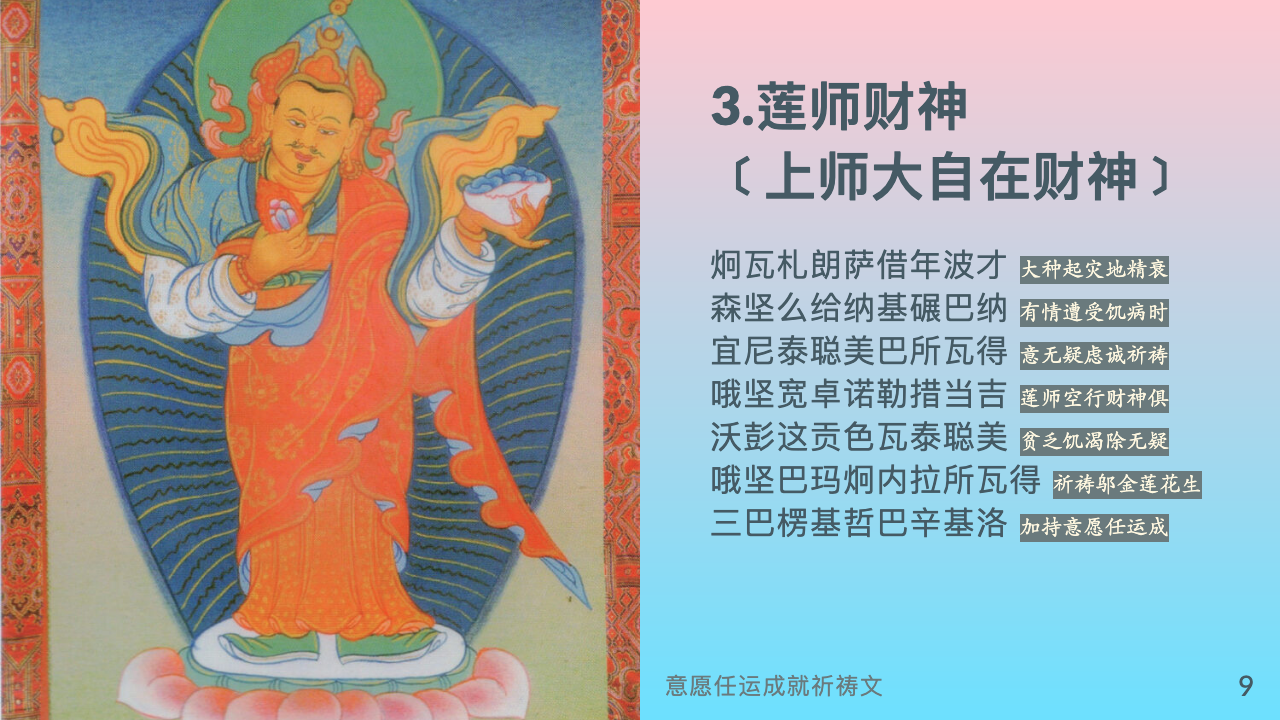 3.莲师财神
﹝上师大自在财神﹞
炯瓦札朗萨借年波才 大种起灾地精衰
森坚么给纳基碾巴纳 有情遭受饥病时
宜尼泰聪美巴所瓦得 意无疑虑诚祈祷
哦坚宽卓诺勒措当吉 莲师空行财神俱
沃彭这贡色瓦泰聪美 贫乏饥渴除无疑
哦坚巴玛炯内拉所瓦得 祈祷邬金莲花生
三巴楞基哲巴辛基洛 加持意愿任运成
意愿任运成就祈祷文 9